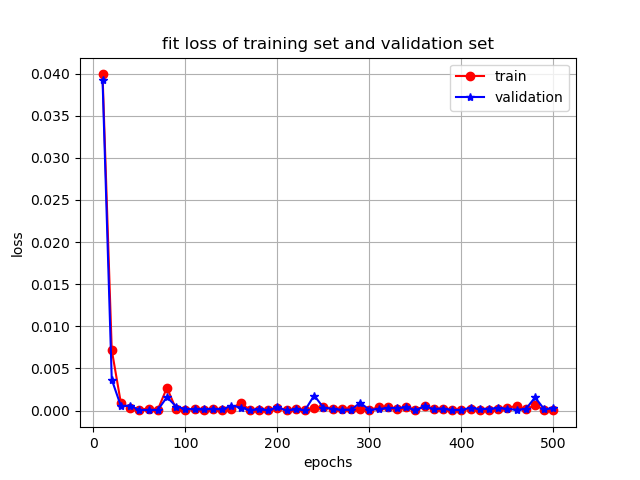 fit loss of training set and validation set
train
validation
0.040
0.035
0.030
0.025
0.020
0.015
0.010
0.005
0.000
loss
0 100 200 300 400 500
epochs